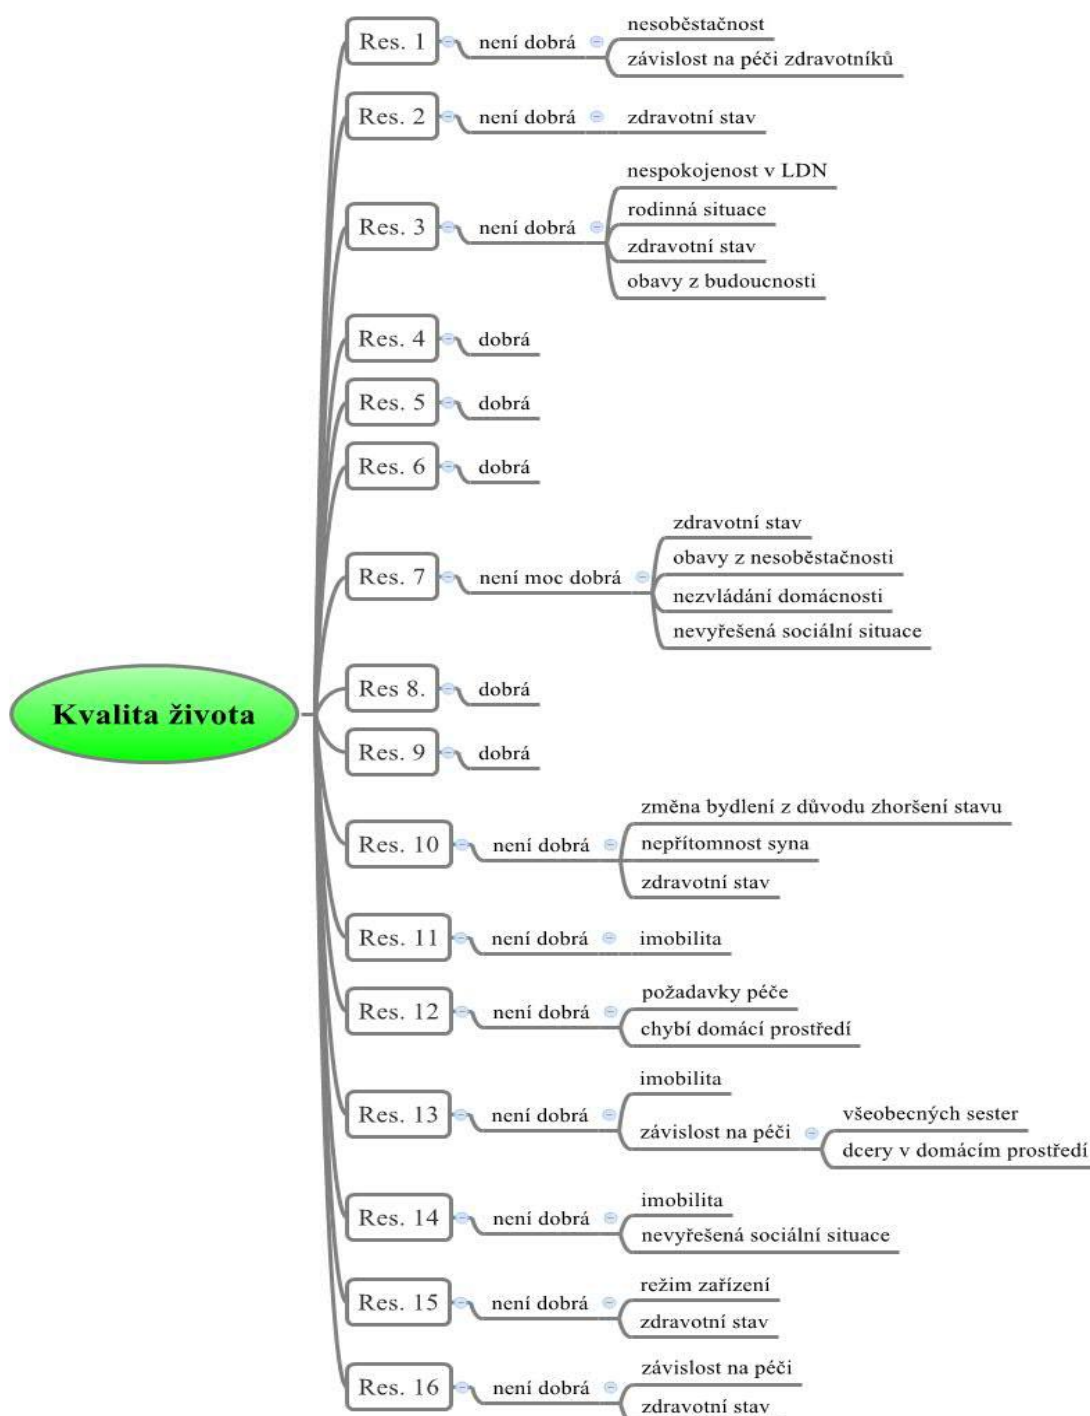 Kvalita života
Res. 1
není dobrá
nesoběstačnost
závislost na péči zdravotníků
Res. 2
není dobrá
zdravotní stav
Res. 3
není dobrá
nespokojenost v LDN
rodinná situace
zdravotní stav
obavy z budoucnosti
Res. 4
dobrá
Res. 5
dobrá
Res. 6
dobrá
Res. 7
není moc dobrá
zdravotní stav
obavy z nesoběstačnosti
nezvládání domácnosti
nevyřešená sociální situace
Res 8.
dobrá
Res. 9
dobrá
Res. 10
není dobrá
změna bydlení z důvodu zhoršení stavu
nepřítomnost syna
zdravotní stav
Res. 11
není dobrá
imobilita
Res. 12
není dobrá
požadavky péče
chybí domácí prostředí
Res. 13
není dobrá
imobilita
závislost na péči
všeobecných sester
dcery v domácím prostředí
Res. 14
není dobrá
imobilita
nevyřešená sociální situace
Res. 15
není dobrá
režim zařízení
zdravotní stav
Res. 16
není dobrá
závislost na péči
zdravotní stav